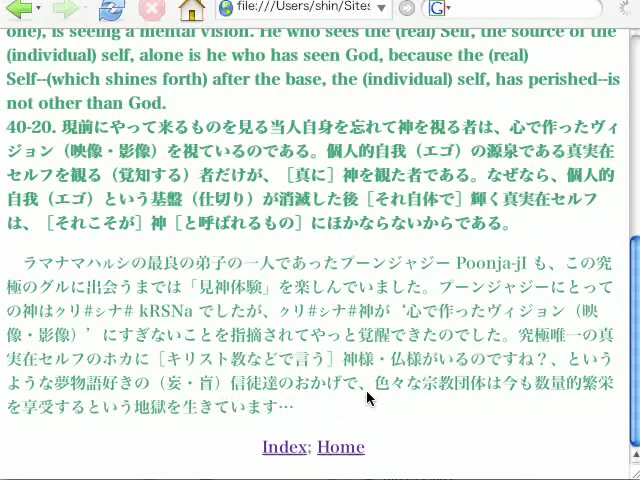 file:///Users/shin/Sites
one), is seeing a mental vision. He who sees the (real) Self, the source of the
(individual) self, alone is he who has seen God, because the (real)
Self--(which shines forth) after the base, the (individual) self, has perished--is
not other than God.
40-20. 現前にやって来るものを見る当人自身を忘れて神を視る者は、心で作ったヴィ
ジョン（映像・影像）を視ているのである。個人的自我（エゴ）の源泉である真実在
セルフを観る（覚知する）者だけが、［真に］神を観た者である。なぜなら、個人的
自我（エゴ）という基盤（仕切り）が消滅した後［それ自体で］輝く真実在セルフ
は、［それこそが］神［と呼ばれるもの］にほかならないからである。
ラマナマハㇽシの最良の弟子の一人であったプーンジャジー Poonja-jI も、この究
極のグルに出会うまでは「見神体験」を楽しんでいました。プーンジャジーにとって
の神はㇰリ#ㇱナ# kRSNa でしたが、ㇰリ#ㇱナ#神が‘心で作ったヴィジョン（映
像・影像）’にすぎないことを指摘されてやっと覚醒できたのでした。究極唯一の真
実在セルフのホカに［キリスト教などで言う］神様・仏様がいるのですね？、という
ような夢物語好きの（妄・盲）信徒達のおかげで、色々な宗教団体は今も数量的繁栄
を享受するという地獄を生きています…
Index; Home